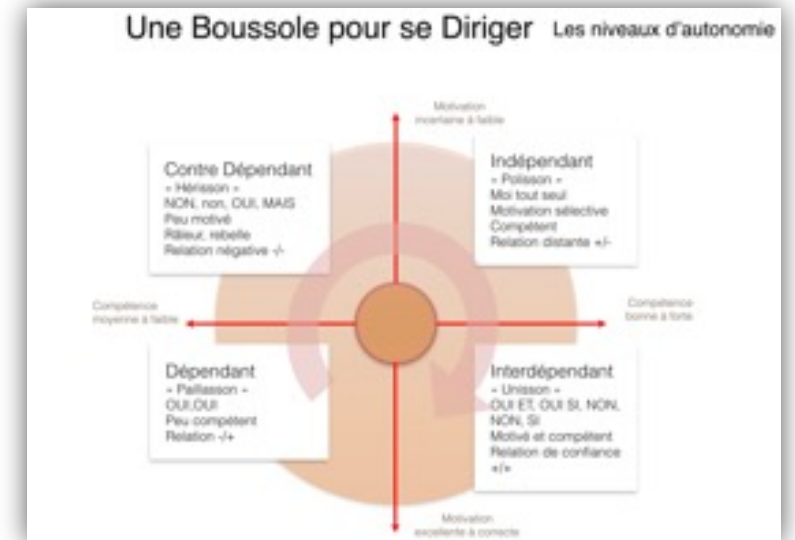 Une Boussole pour se Diriger Les niveaux d'autonomie
Motivation
incertaine à faible
Contre Dépendant
« Hérisson »
NON, non, OUI, MAIS
Peu motivé
Râleur, rebelle
Relation négative -/-
Indépendant
« Polisson »
Moi tout seul
Motivation sélective
Compétent
Relation distante +/-
Compétence
moyenne à faible
Compétence
bonne à forte
Dépendant
« Paillasson »
OUI,OUI
Peu compétent
Relation -/+
Interdépendant
« Unisson »
OUI ET, OUI SI, NON,
NON, SI
Motivé et compétent
Relation de confiance
+/+
Motivation
excellente à correcte